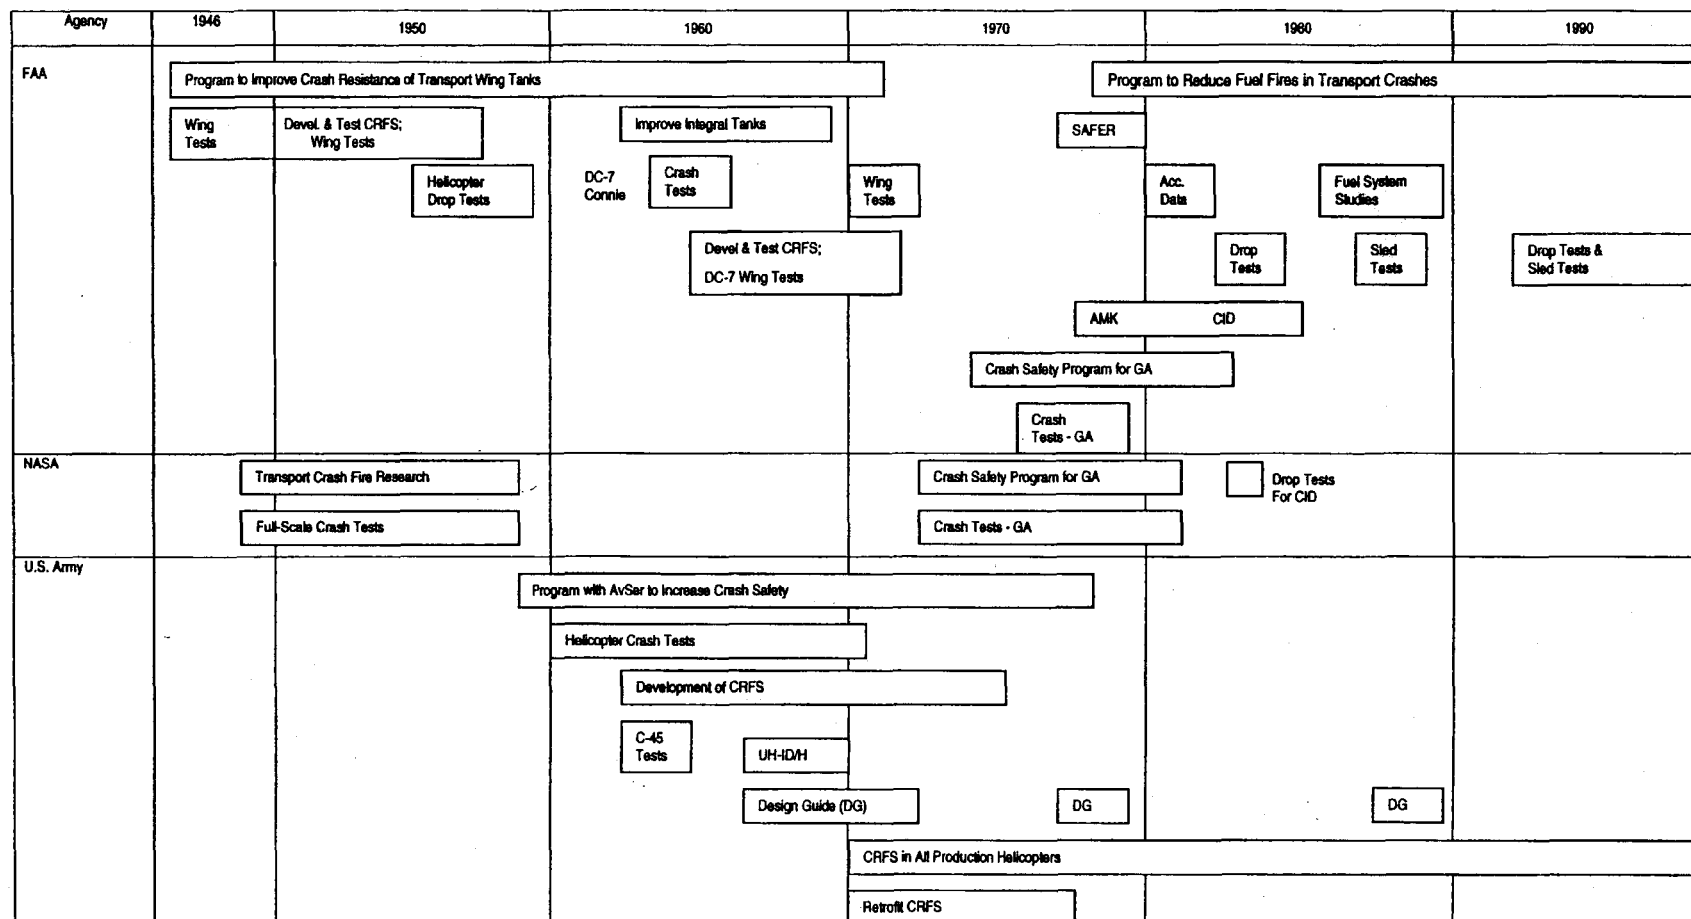 Agency 1946 1950 1960 1970 1980 1990
FAA
Program to Improve Crash Resistance of Transport Wing Tanks
Program to Reduce Fuel Fires in Transport Crashes
Wing
Tests
Devel. & Test CRFS;
Wing Tests
Improve Integral Tanks
SAFER
Helicopter
Drop Tests
DC-7
Connie
Crash
Tests
Wing
Tests
Acc.
Data
Fuel System
Studies
Devel & Test CRFS;
DC-7 Wing Tests
Drop
Tests
Sled
Tests
Drop Tests &
Sled Tests
AMK CID
Crash Safety Program for GA
Crash
Tests - GA
NASA
Transport Crash Fire Research
Crash Safety Program for GA
Drop Tests
For CID
Full-Scale Crash Tests
Crash Tests - GA
U.S. Army
Program with AvSer to Increase Crash Safety
Helicopter Crash Tests
Development of CRFS
C-45
Tests
UH-ID/H
Design Guide (DG)
DG
DG
CRFS in All Production Helicopters
Retrofit CRFS